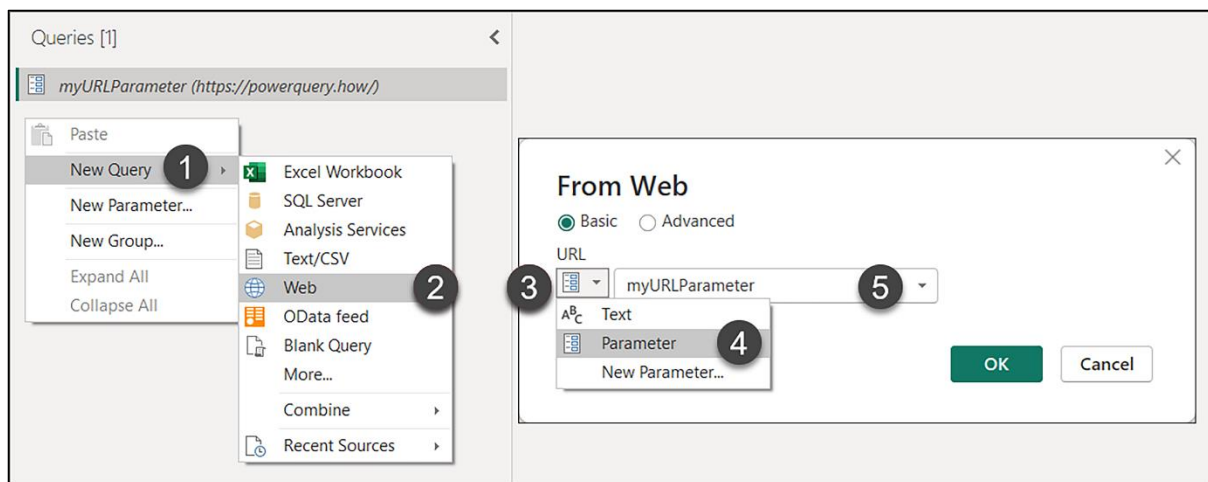 Queries [1]
myURLParameter (https://powerquery.how/)
Paste
New Query 1
New Parameter...
New Group...
Expand All
Collapse All
Excel Workbook
SQL Server
Analysis Services
Text/CSV
Web 2
OData feed
Blank Query
More...
Combine
Recent Sources
From Web
Basic Advanced
URL
3 myURLParameter 5
ABC Text
Parameter 4
New Parameter...
OK Cancel